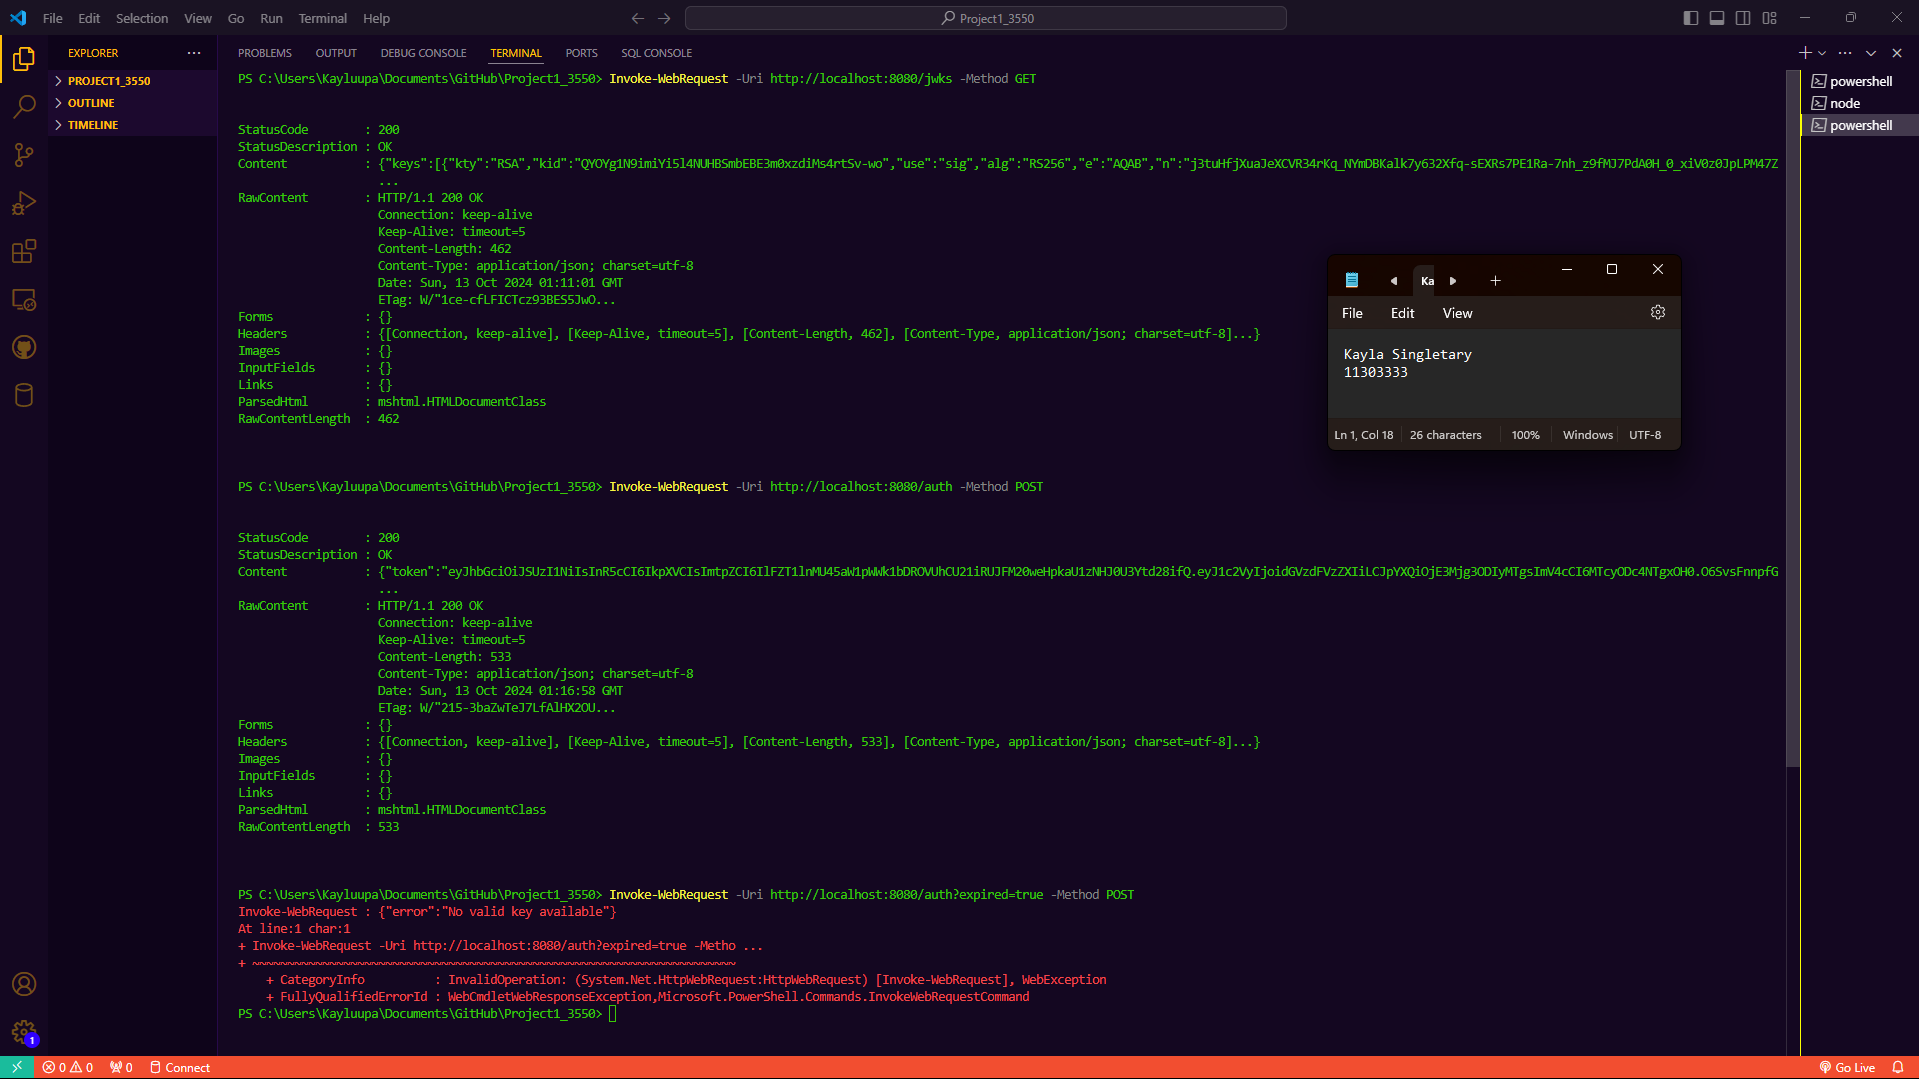 File Edit Selection View Go Run Terminal Help
Project1_3550
EXPLORER
PROJECT1_3550
OUTLINE
TIMELINE
PROBLEMS OUTPUT DEBUG CONSOLE TERMINAL PORTS SQL CONSOLE
powershell
node
powershell
PS C:\Users\Kayluupa\Documents\GitHub\Project1_3550> Invoke-WebRequest -Uri http://localhost:8080/jwks -Method GET
StatusCode : 200
StatusDescription : OK
Content : {"keys":[{"kty":"RSA","kid":"QYOYg1N9imiYi5l4NUHBSmbEBE3m0xzdiMs4rtSv-wo","use":"sig","alg":"RS256","e":"AQAB","n":"j3tuHfjXuaJeXCVR34rKq_NYmDBKalk7y632Xfq-sEXRs7PE1Ra-7nh_z9fMJ7PdA0H_0_xiV0z0JpLPM47Z
...
RawContent : HTTP/1.1 200 OK
Connection: keep-alive
Keep-Alive: timeout=5
Content-Length: 462
Content-Type: application/json; charset=utf-8
Date: Sun, 13 Oct 2024 01:11:01 GMT
ETag: W/"1ce-cfLFICTcz93BES5JwO...
Forms : {}
Headers : {[Connection, keep-alive], [Keep-Alive, timeout=5], [Content-Length, 462], [Content-Type, application/json; charset=utf-8]...}
Images : {}
InputFields : {}
Links : {}
ParsedHtml : mshtml.HTMLDocumentClass
RawContentLength : 462
PS C:\Users\Kayluupa\Documents\GitHub\Project1_3550> Invoke-WebRequest -Uri http://localhost:8080/auth -Method POST
StatusCode : 200
StatusDescription : OK
Content : {"token":"eyJhbGciOiJSUzI1NiIsInR5cCI6IkpXVCIsImtpZCI6IlFZT1lnMU45aW1pWWk1bDROVUhCU21iRUJFM20weHpkaU1zNHJ0U3Ytd28ifQ.eyJ1c2VyIjoidGVzdFVzZXIiLCJpYXQiOjE3Mjg3ODIyMTgsImV4cCI6MTcyODc4NTgxOH0.O6SvsFnnpfG
...
RawContent : HTTP/1.1 200 OK
Connection: keep-alive
Keep-Alive: timeout=5
Content-Length: 533
Content-Type: application/json; charset=utf-8
Date: Sun, 13 Oct 2024 01:16:58 GMT
ETag: W/"215-3baZwTeJ7LfAlHX2OU...
Forms : {}
Headers : {[Connection, keep-alive], [Keep-Alive, timeout=5], [Content-Length, 533], [Content-Type, application/json; charset=utf-8]...}
Images : {}
InputFields : {}
Links : {}
ParsedHtml : mshtml.HTMLDocumentClass
RawContentLength : 533
PS C:\Users\Kayluupa\Documents\GitHub\Project1_3550> Invoke-WebRequest -Uri http://localhost:8080/auth?expired=true -Method POST
Invoke-WebRequest : {"error":"No valid key available"}
At line:1 char:1
+ Invoke-WebRequest -Uri http://localhost:8080/auth?expired=true -Metho ...
+ ~~~~~~~~~~~~~~~~~~~~~~~~~~~~~~~~~~~~~~~~~~~~~~~~~~~~~~~~~~~~~~~~~~~~~
+ CategoryInfo : InvalidOperation: (System.Net.HttpWebRequest:HttpWebRequest) [Invoke-WebRequest], WebException
+ FullyQualifiedErrorId : WebCmdletWebResponseException,Microsoft.PowerShell.Commands.InvokeWebRequestCommand
PS C:\Users\Kayluupa\Documents\GitHub\Project1_3550>
Ka
File Edit View
Kayla Singletary
11303333
Ln 1, Col 18 26 characters 100% Windows UTF-8
1
0 0 0 Connect Go Live